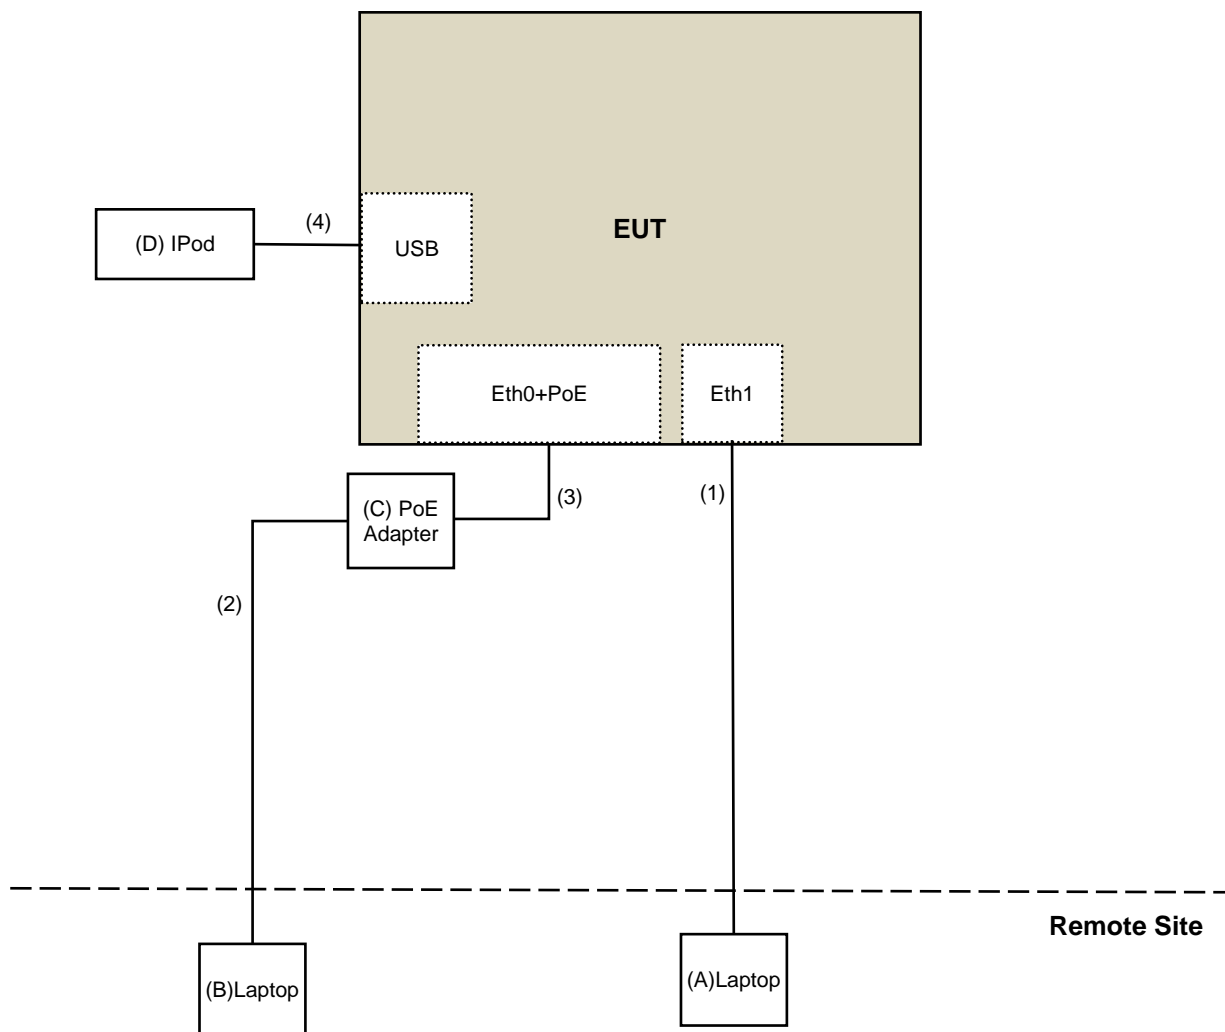 EUT
(4)
(D) IPod
USB
Eth0+PoE
Eth1
(3)
(1)
(C) PoE
Adapter
(2)
Remote Site
(B)Laptop
(A)Laptop